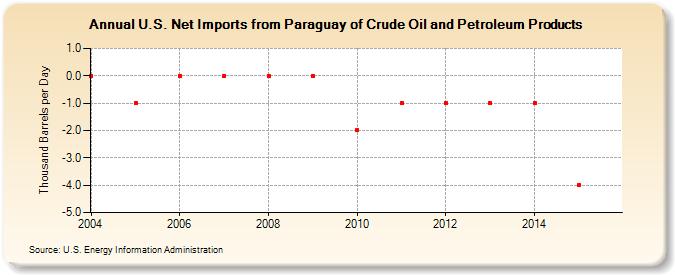 Annual U.S. Net Imports from Paraguay of Crude Oil and Petroleum Products
Thousand Barrels per Day
1.0
0.0
-1.0
-2.0
-3.0
-4.0
-5.0
2004 2006 2008 2010 2012 2014
Source: U.S. Energy Information Administration